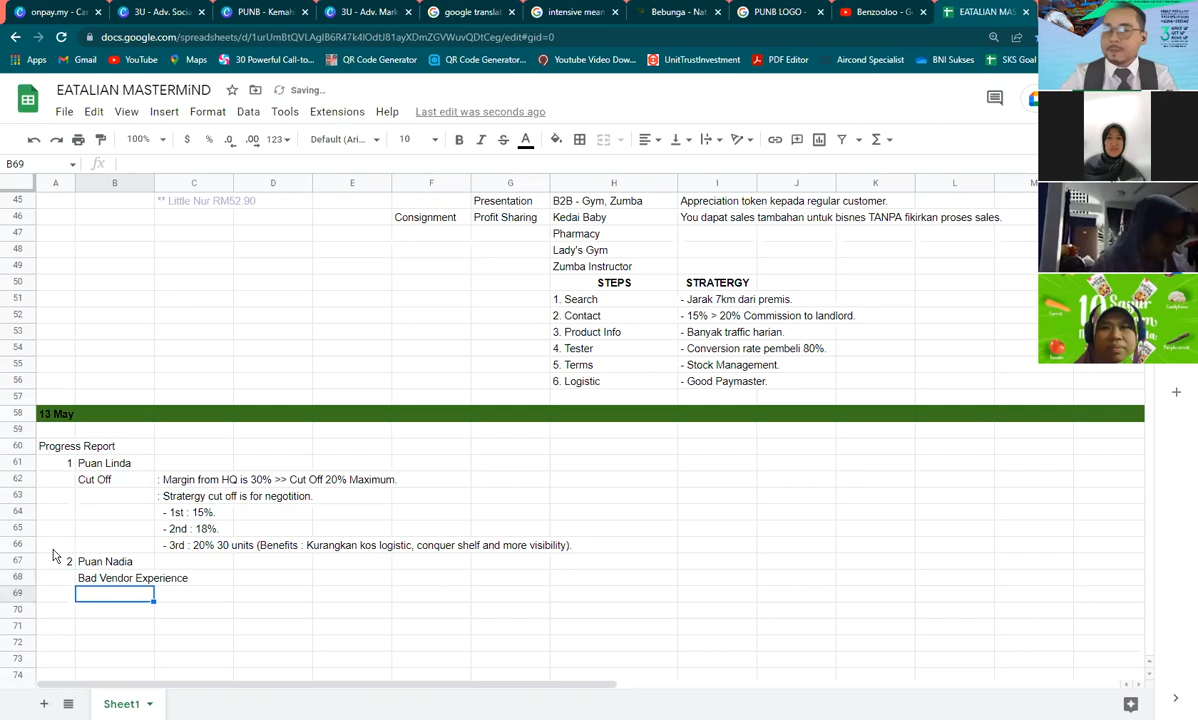 onpay.my - Ca
3U - Adv. Socia
PUNB - Kemah
3U - Adv. Mark
google translat
intensive mean
Bebunga - Nat
PUNB LOGO -
Benzooloo - G
EATALIAN MAS
docs.google.com/spreadsheets/d/
edit#gid=0
Apps
Gmail
YouTube
Maps
30 Powerful Call-to...
QR Code Generator
QR Code Generator...
Youtube Video Dow...
UnitTrustInvestment
PDF Editor
Aircond Specialist
BNI Sukses
SKS Goal
EATALIAN MASTERMiND
Saving...
File Edit View Insert Format Data Tools Extensions Help Last edit was seconds ago
100% $ % .0 .00 123 Default (Ari... 10 B I S A
B69 fx
A B C D E F G H I J K L M
45 ** Little Nur RM52.90 Presentation B2B - Gym, Zumba Appreciation token kepada regular customer.
46 Consignment Profit Sharing Kedai Baby You dapat sales tambahan untuk bisnes TANPA fikirkan proses sales.
47 Pharmacy
48 Lady's Gym
49 Zumba Instructor
50 STEPS STRATERGY
51 1. Search - Jarak 7km dari premis.
52 2. Contact - 15% > 20% Commission to landlord.
53 3. Product Info - Banyak traffic harian.
54 4. Tester - Conversion rate pembeli 80%.
55 5. Terms - Stock Management.
56 6. Logistic - Good Paymaster.
57
58 13 May
59
60 Progress Report
61 1 Puan Linda
62 Cut Off : Margin from HQ is 30% >> Cut Off 20% Maximum.
63 : Stratergy cut off is for negotition.
64 - 1st : 15%.
65 - 2nd : 18%.
66 - 3rd : 20% 30 units (Benefits : Kurangkan kos logistic, conquer shelf and more visibility).
67 2 Puan Nadia
68 Bad Vendor Experience
69
70
71
72
73
74
Sheet1